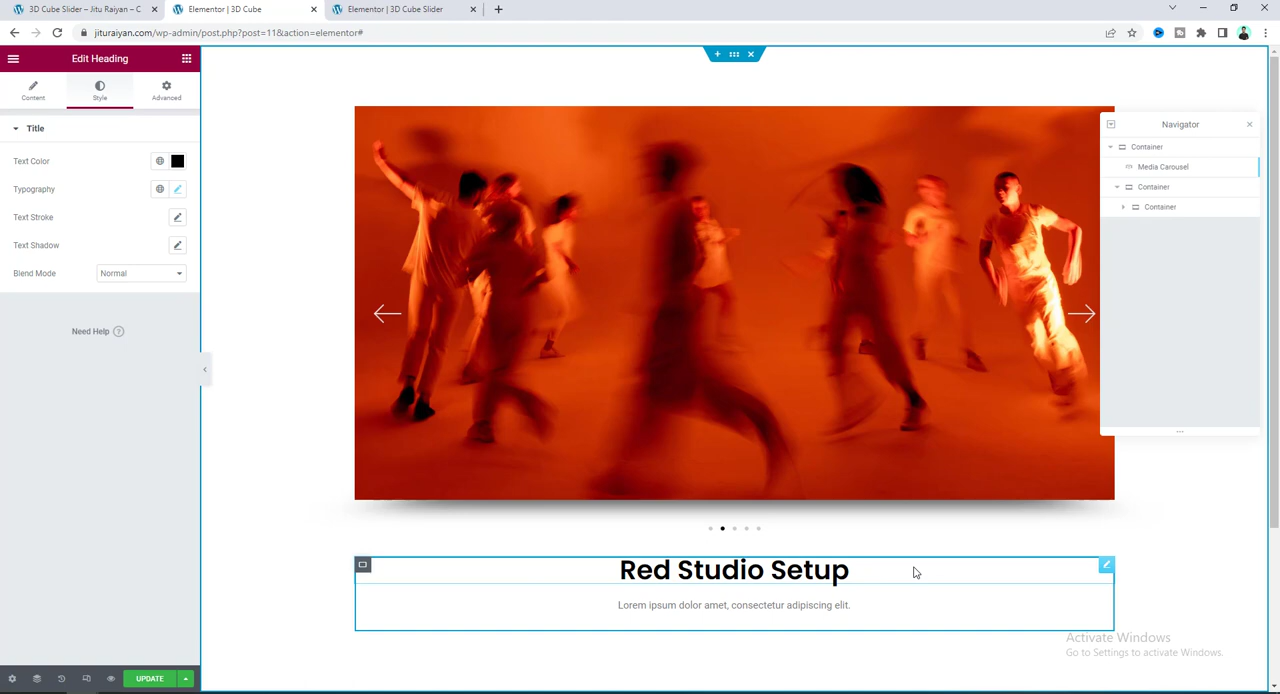 3D Cube Slider – Jitu Raiyan – C
Elementor | 3D Cube
Elementor | 3D Cube Slider
jituraiyan.com/wp-admin/post.php?post=11&action=elementor#
Edit Heading
Content
Style
Advanced
Title
Text Color
Typography
Text Stroke
Text Shadow
Blend Mode
Normal
Need Help ?
UPDATE
Navigator
Container
Media Carousel
Container
Container
Red Studio Setup
Lorem ipsum dolor amet, consectetur adipiscing elit.
Activate Windows
Go to Settings to activate Windows.